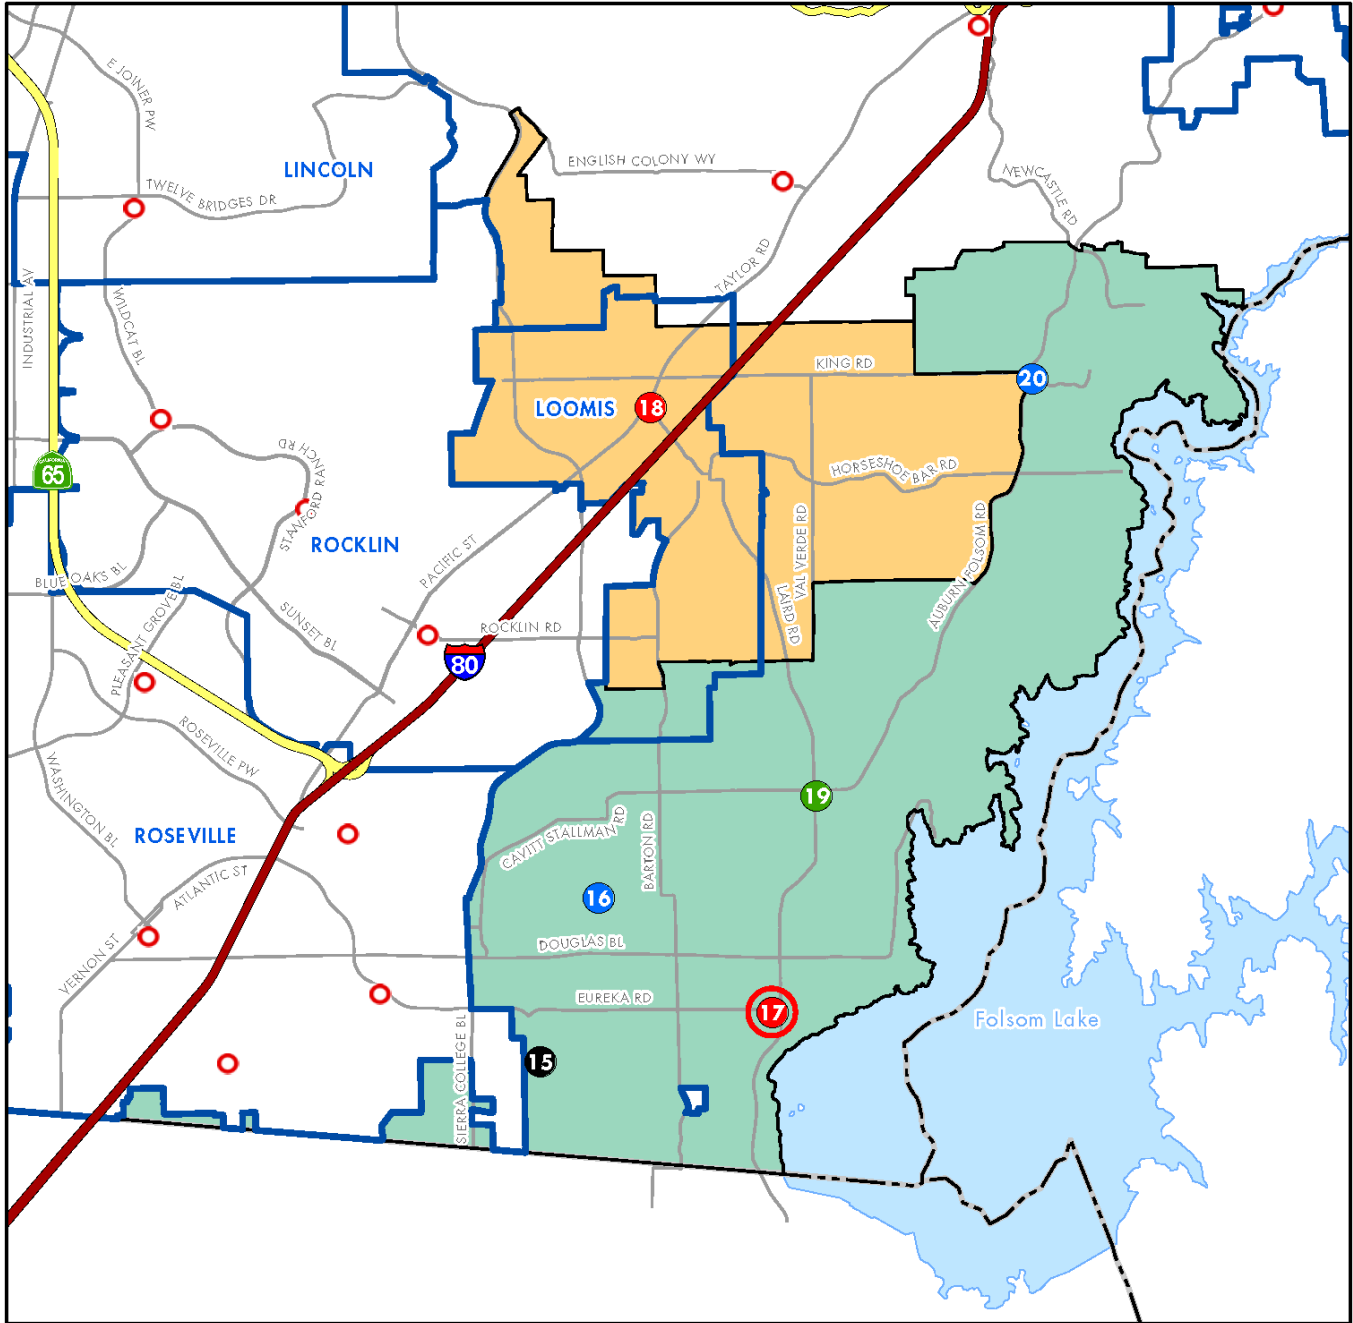 E JOINER PW
LINCOLN
ENGLISH COLONY WY
TWELVE BRIDGES DR
NEWCASTLE RD
TAYLOR RD
INDUSTRIAL AV
WILDCAT BL
KING RD
20
LOOMIS
18
STANFORD RANCH RD
CALIFORNIA
65
HORSESHOE BAR RD
ROCKLIN
PACIFIC ST
VAL VERDE RD
AUBURN FOLSOM RD
BLUE OAKS BL
PLEASANT GROVE BL
SUNSET BL
LAIRD RD
ROCKLIN RD
80
ROSEVILLE PW
WASHINGTON BL
19
ROSEVILLE
CAVITT STALLMAN RD
BARTON RD
ATLANTIC ST
16
VERNON ST
DOUGLAS BL
EUREKA RD
17
Folsom Lake
15
SIERRA COLLEGE BL